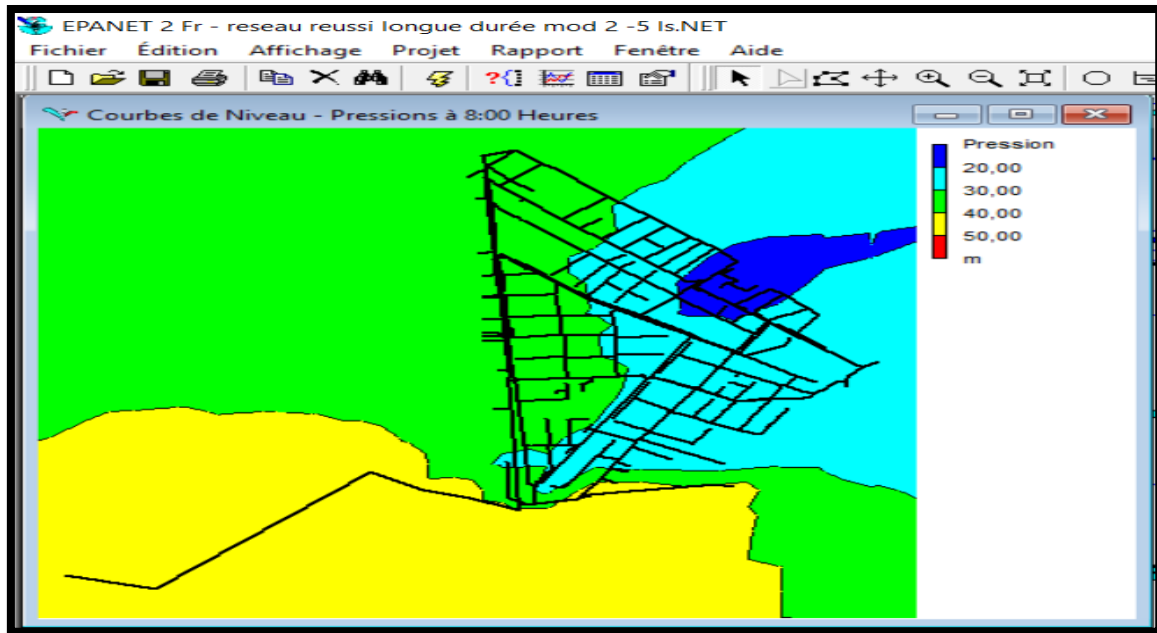 EPANET 2 Fr - reseau reussi longue durée mod 2 -5 ls.NET
Fichier Édition Affichage Projet Rapport Fenêtre Aide
Courbes de Niveau - Pressions à 8:00 Heures
Pression
20,00
30,00
40,00
50,00
m